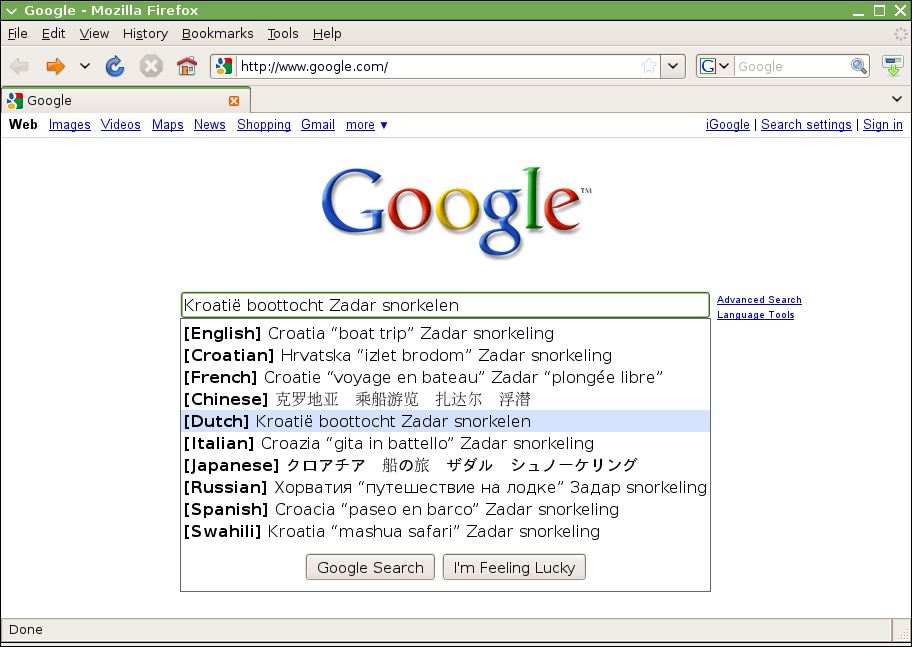 Google - Mozilla Firefox
File Edit View History Bookmarks Tools Help
http://www.google.com/ G Google
Google
Web Images Videos Maps News Shopping Gmail more ▼ iGoogle | Search settings | Sign in
Google™
Kroatië boottocht Zadar snorkelen Advanced Search
Language Tools
[English] Croatia “boat trip” Zadar snorkeling
[Croatian] Hrvatska “izlet brodom” Zadar snorkeling
[French] Croatie “voyage en bateau” Zadar “plongée libre”
[Chinese] 克罗地亚　乘船游览　扎达尔　浮潜
[Dutch] Kroatië boottocht Zadar snorkelen
[Italian] Croazia “gita in battello” Zadar snorkeling
[Japanese] クロアチア　船の旅　ザダル　シュノーケリング
[Russian] Хорватия “путешествие на лодке” Задар snorkeling
[Spanish] Croacia “paseo en barco” Zadar snorkeling
[Swahili] Kroatia “mashua safari” Zadar snorkeling
Google Search I'm Feeling Lucky
Done